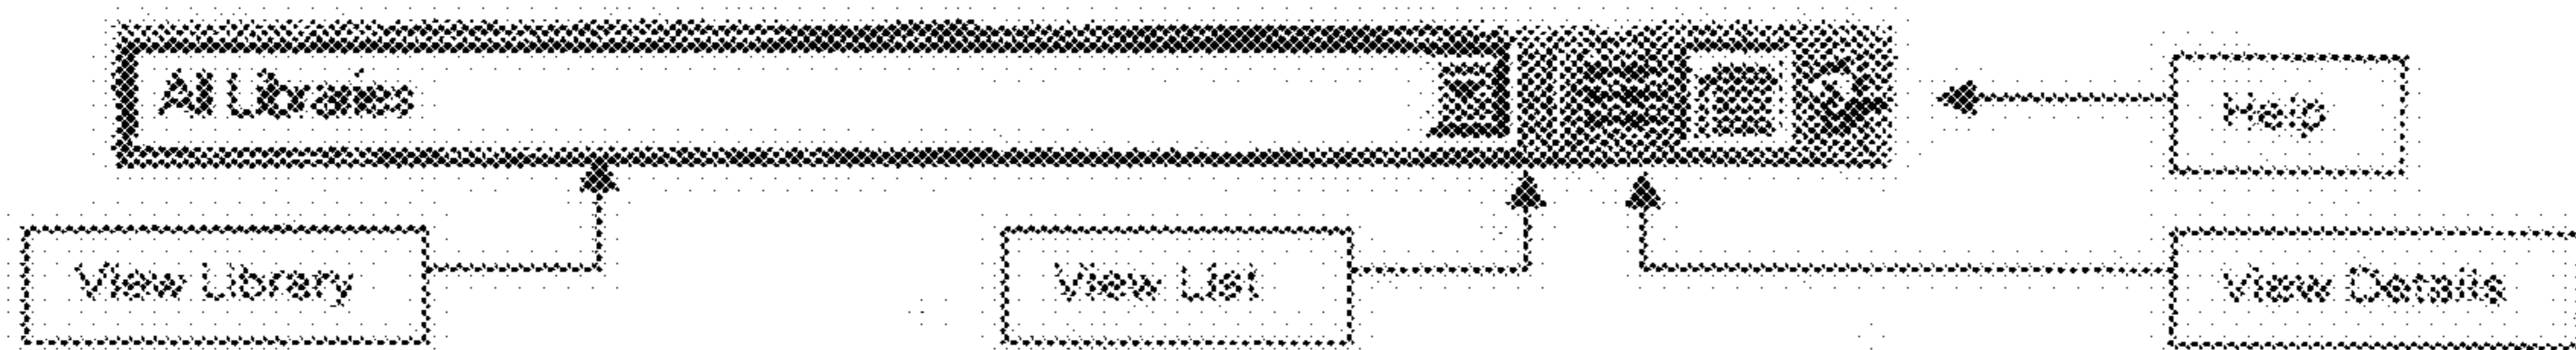 All Libraries
Help
View Library
View List
View Details